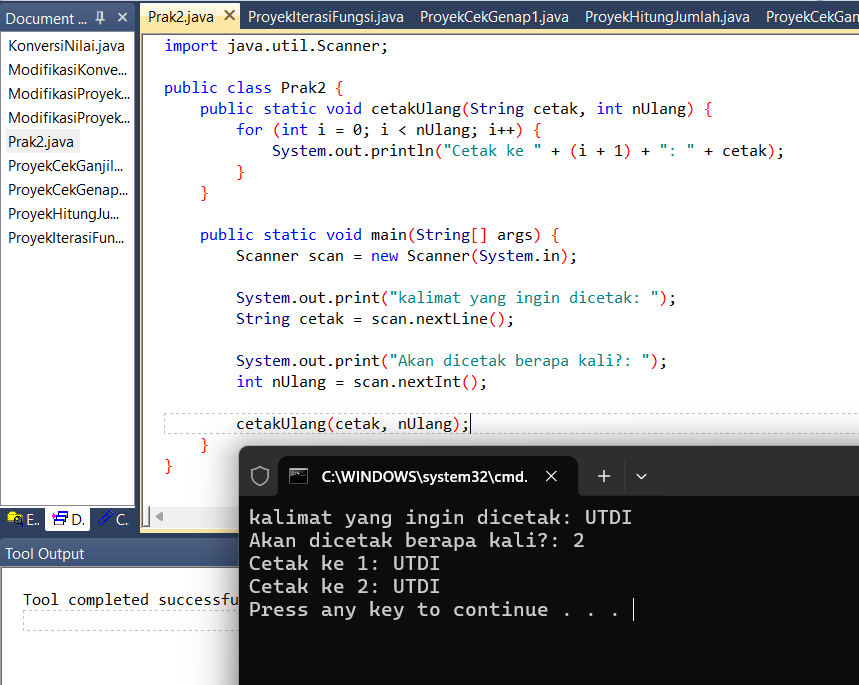 Document ...
KonversiNilai.java
ModifikasiKonve...
ModifikasiProyek...
ModifikasiProyek...
Prak2.java
ProyekCekGanjil...
ProyekCekGenap...
ProyekHitungJu...
ProyekIterasiFun...
E.. D. C.
Prak2.java ProyekIterasiFungsi.java ProyekCekGenap1.java ProyekHitungJumlah.java ProyekCekGan
import java.util.Scanner;
public class Prak2 {
public static void cetakUlang(String cetak, int nUlang) {
for (int i = 0; i < nUlang; i++) {
System.out.println("Cetak ke " + (i + 1) + ": " + cetak);
}
}
public static void main(String[] args) {
Scanner scan = new Scanner(System.in);
System.out.print("kalimat yang ingin dicetak: ");
String cetak = scan.nextLine();
System.out.print("Akan dicetak berapa kali?: ");
int nUlang = scan.nextInt();
cetakUlang(cetak, nUlang);
}
}
Tool Output
Tool completed successfu
C:\WINDOWS\system32\cmd.
kalimat yang ingin dicetak: UTDI
Akan dicetak berapa kali?: 2
Cetak ke 1: UTDI
Cetak ke 2: UTDI
Press any key to continue . . .